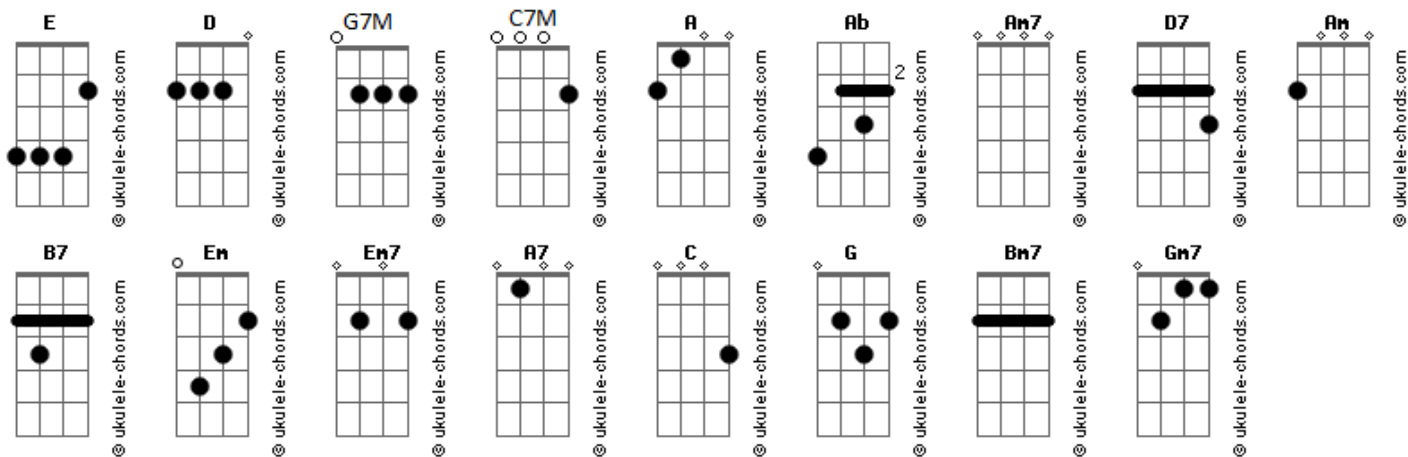 E D G7M C7M A Ab Am7 D7 Am
2
© ukulele-chords.com © ukulele-chords.com © ukulele-chords.com © ukulele-chords.com © ukulele-chords.com © ukulele-chords.com © ukulele-chords.com © ukulele-chords.com © ukulele-chords.com
B7 Em Em7 A7 C G Bm7 Gm7
© ukulele-chords.com © ukulele-chords.com © ukulele-chords.com © ukulele-chords.com © ukulele-chords.com © ukulele-chords.com © ukulele-chords.com © ukulele-chords.com